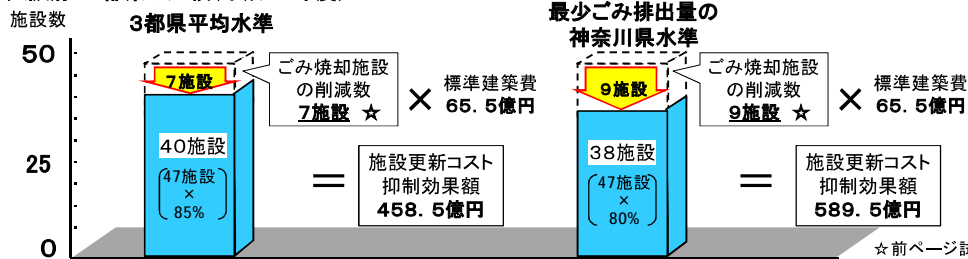 施設数
3都県平均水準
最少ごみ排出量の
神奈川県水準
50
25
0
7施設
ごみ焼却施設
の削減数
7施設 ☆
×
標準建築費
65.5億円
40施設
47施設
×
85%
=
施設更新コスト
抑制効果額
458.5億円
9施設
ごみ焼却施設
の削減数
9施設 ☆
×
標準建築費
65.5億円
38施設
47施設
×
80%
=
施設更新コスト
抑制効果額
589.5億円
☆前ページ試